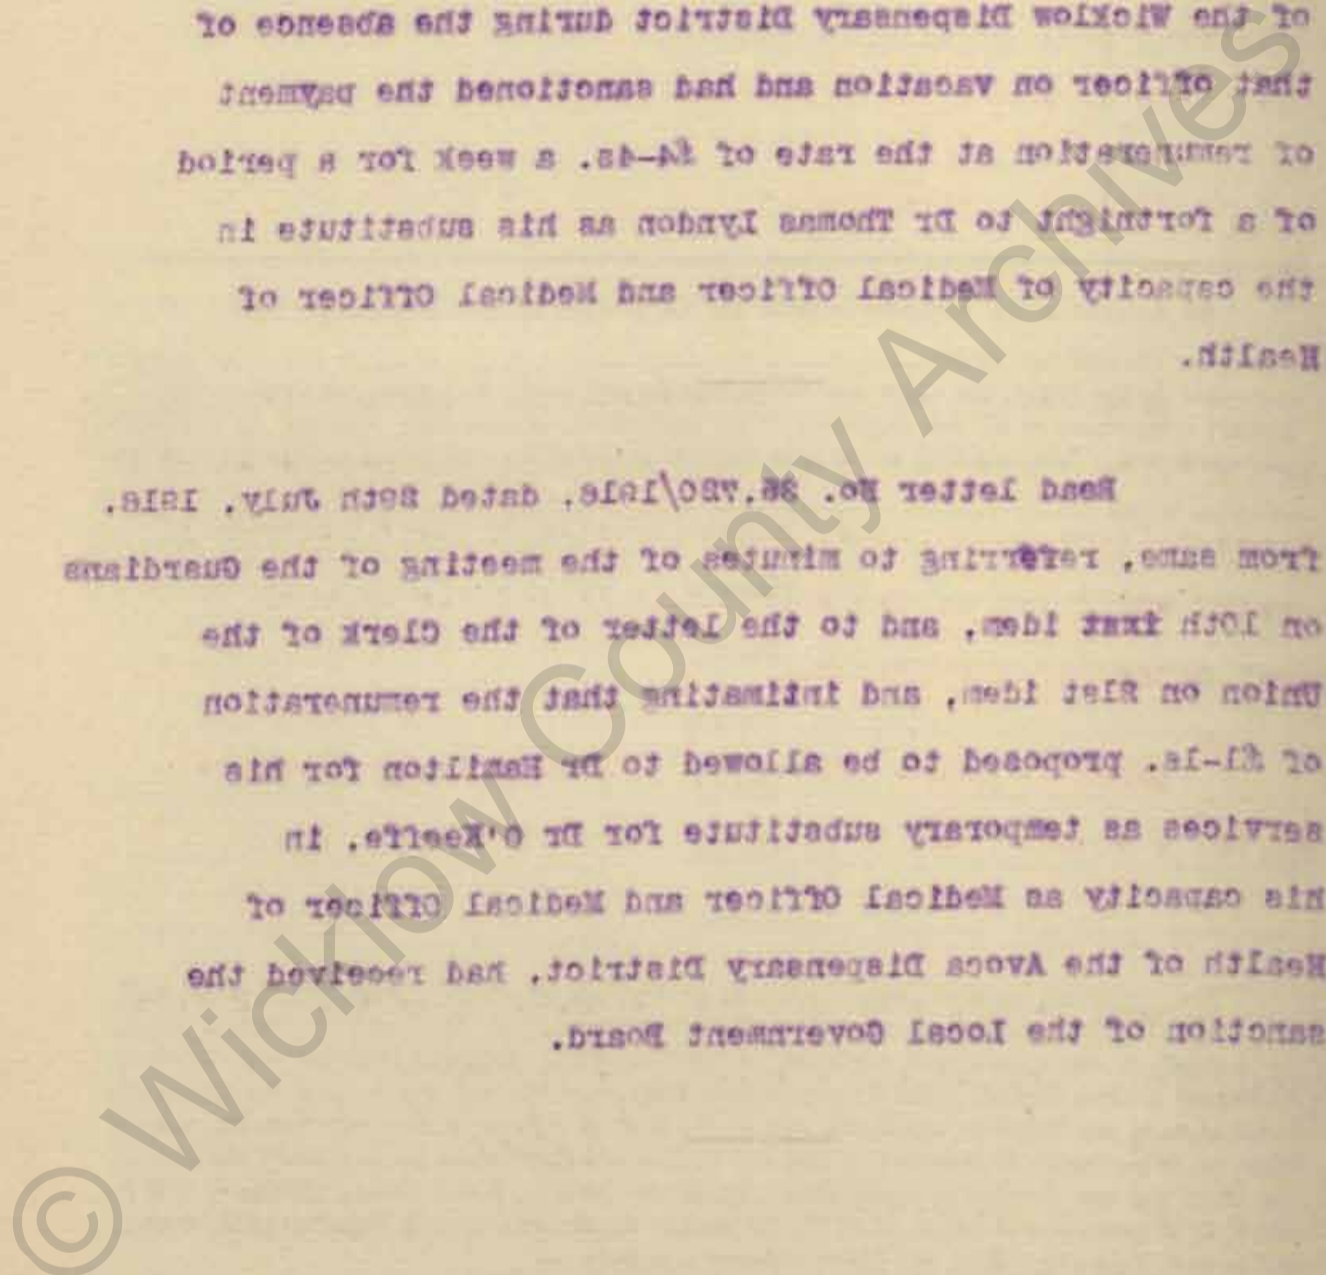 of the Wicklow Dispensary District during the absence of
that officer on vacation and had sanctioned the payment
of remuneration at the rate of £4-4s. a week for a period
of a fortnight to Dr Thomas Lyndon as his substitute in
the capacity of Medical Officer and Medical Officer of
Health.
Read letter No. /1918, dated July, 1918,
from same, referring to minutes of the meeting of the Guardians
on 10th idem, and to the letter of the Clerk of the
Union on 21st idem, and intimating that the remuneration
of £1-1s. proposed to be allowed to Dr Hamilton for his
services as temporary substitute for Dr O'Keeffe, in
his capacity as Medical Officer and Medical Officer of
Health of the Avoca Dispensary District, had received the
sanction of the Local Government Board.
© Wicklow County Archives